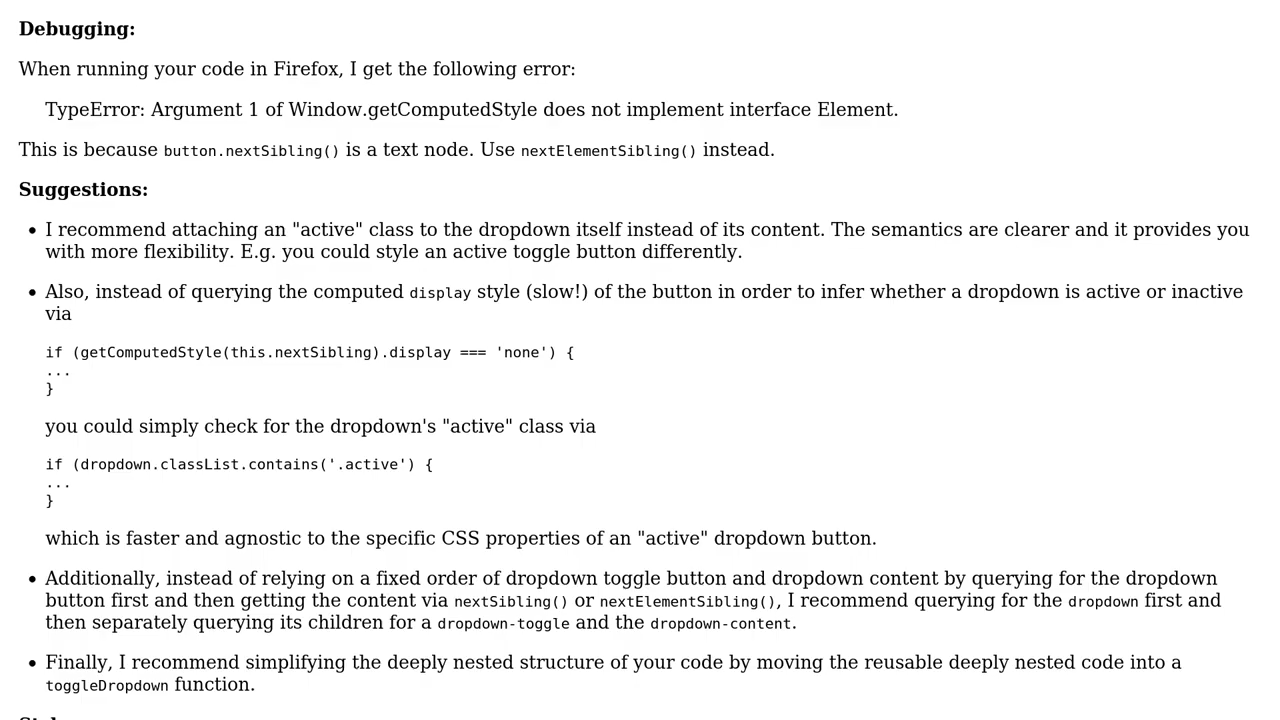 Debugging:
When running your code in Firefox, I get the following error:
TypeError: Argument 1 of Window.getComputedStyle does not implement interface Element.
This is because button.nextSibling() is a text node. Use nextElementSibling() instead.
Suggestions:
• I recommend attaching an "active" class to the dropdown itself instead of its content. The semantics are clearer and it provides you
with more flexibility. E.g. you could style an active toggle button differently.
• Also, instead of querying the computed display style (slow!) of the button in order to infer whether a dropdown is active or inactive
via
if (getComputedStyle(this.nextSibling).display === 'none') {
...
}
you could simply check for the dropdown's "active" class via
if (dropdown.classList.contains('.active') {
...
}
which is faster and agnostic to the specific CSS properties of an "active" dropdown button.
• Additionally, instead of relying on a fixed order of dropdown toggle button and dropdown content by querying for the dropdown
button first and then getting the content via nextSibling() or nextElementSibling(), I recommend querying for the dropdown first and
then separately querying its children for a dropdown-toggle and the dropdown-content.
• Finally, I recommend simplifying the deeply nested structure of your code by moving the reusable deeply nested code into a
toggleDropdown function.